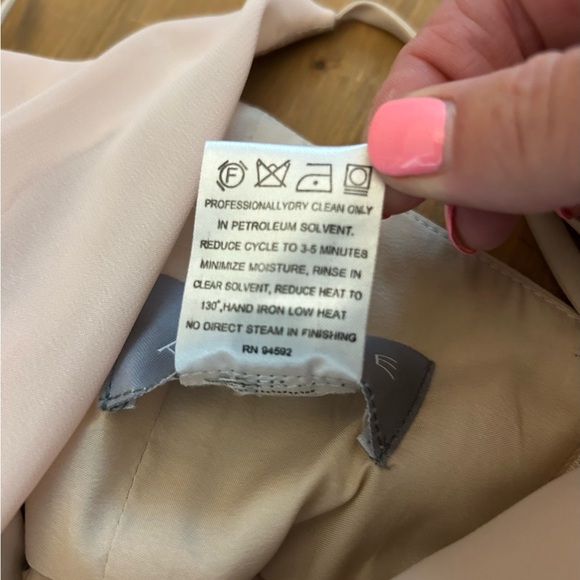 F
PROFESSIONALLYDRY CLEAN ONLY
IN PETROLEUM SOLVENT.
REDUCE CYCLE TO 3-5 MINUTES
MINIMIZE MOISTURE, RINSE IN
CLEAR SOLVENT, REDUCE HEAT TO
130°,HAND IRON LOW HEAT
NO DIRECT STEAM IN FINISHING
RN 94592